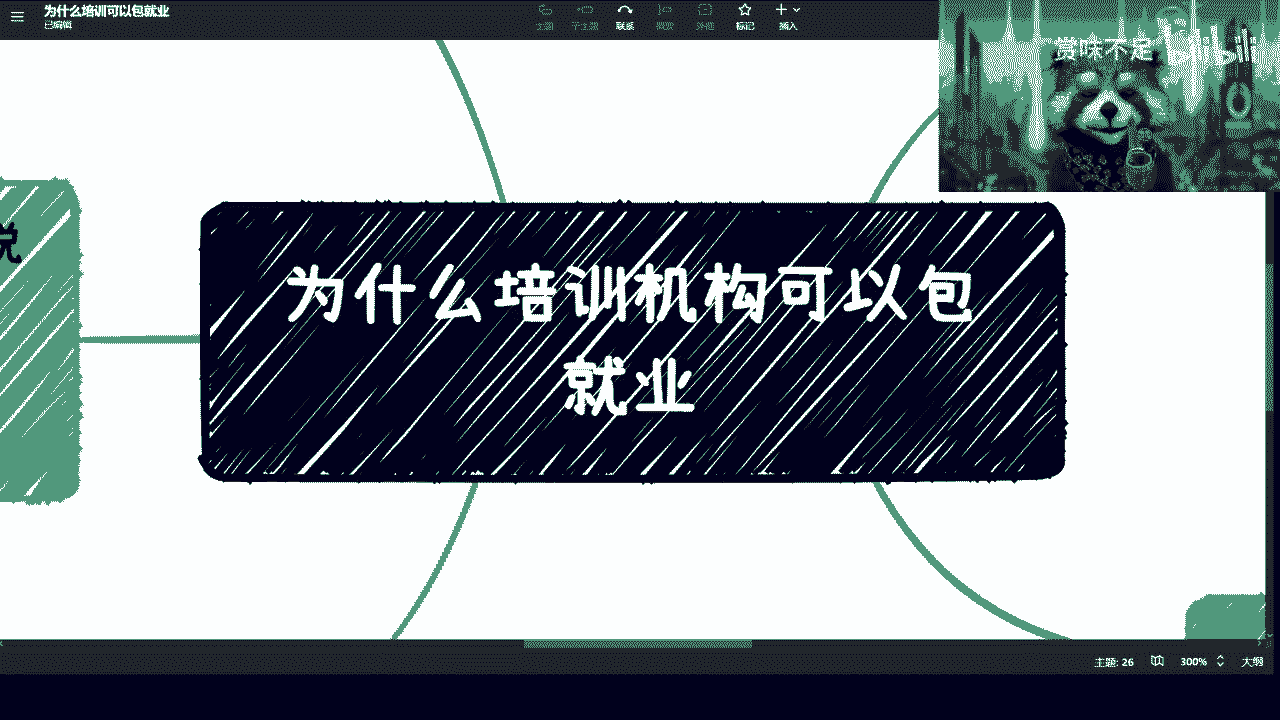 为什么培训可以包就业
已编辑
主题
子主题
联系
概要
外框
标记
插入
赏味不足
bilibili
说
为什么培训机构可以包
就业
主题: 26
300%
大纲